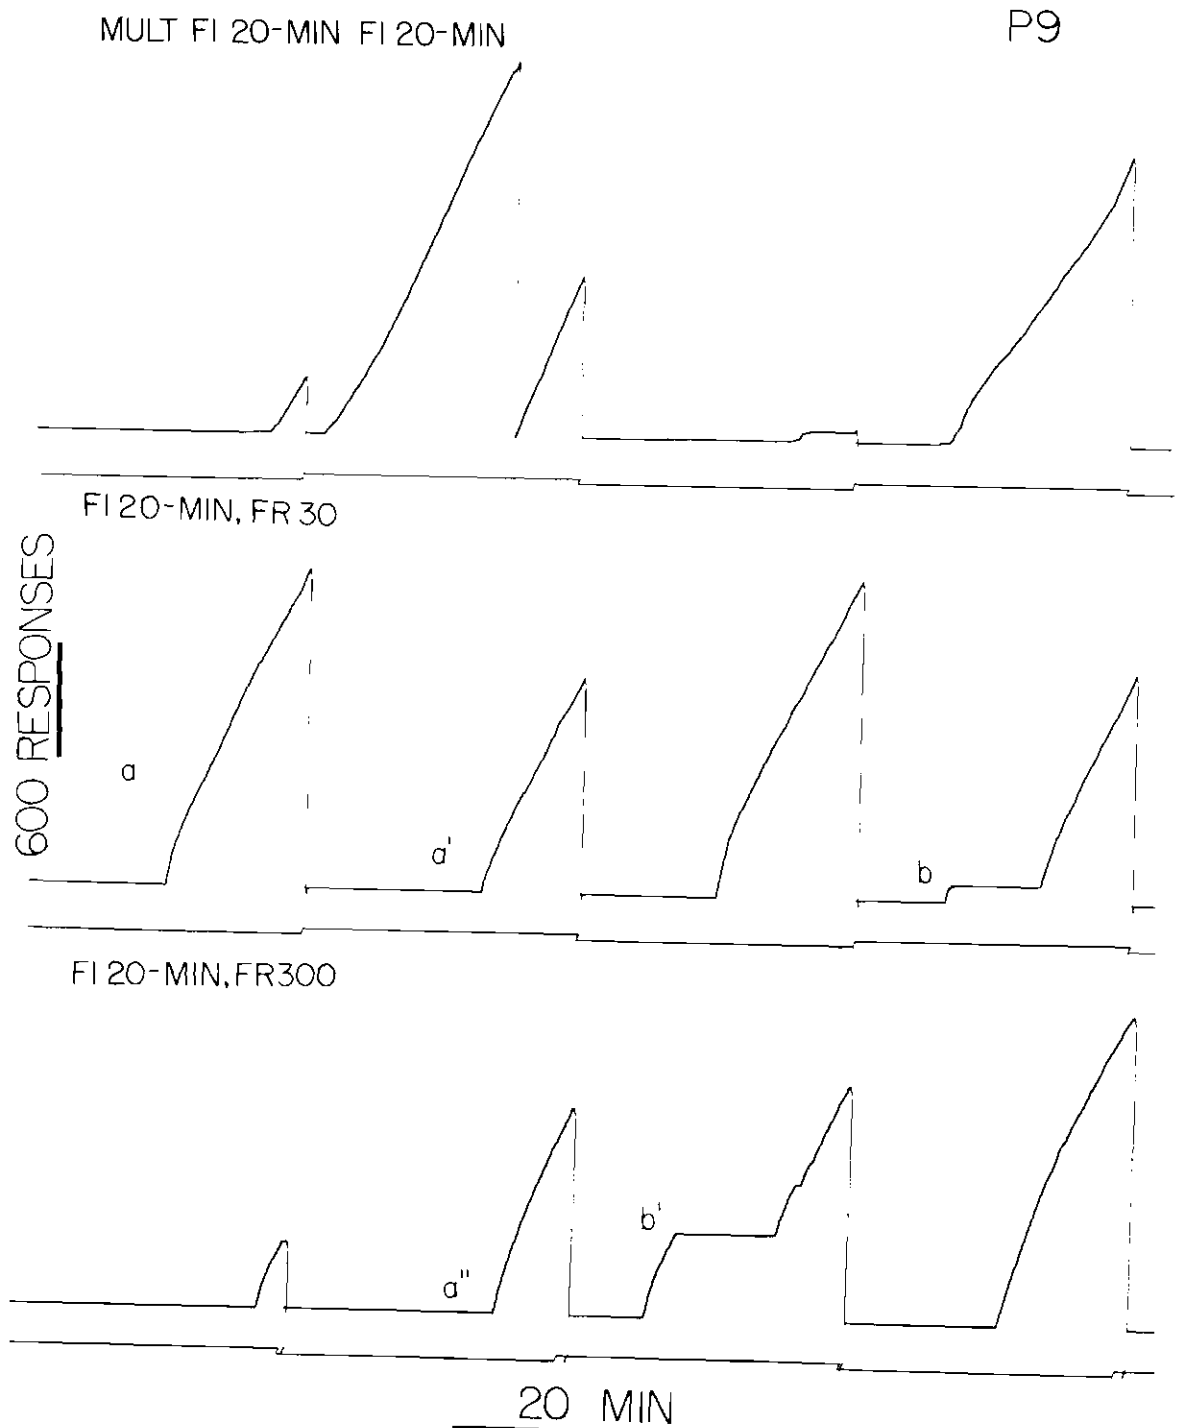 MULT FI 20-MIN FI 20-MIN
P9
FI 20-MIN, FR 30
600 RESPONSES
a
a'
b
FI 20-MIN, FR300
a"
b'
20 MIN